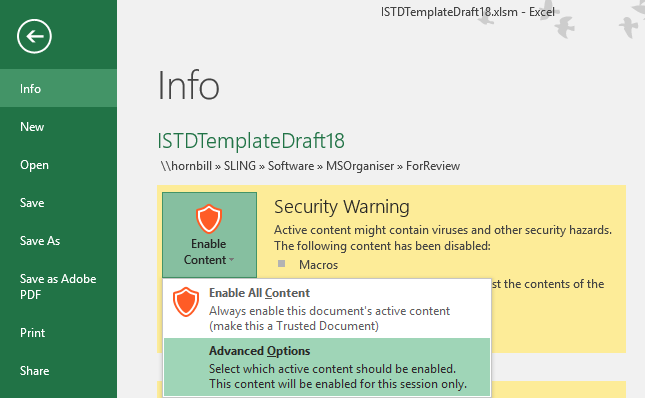 ISTDTemplateDraft18.xlsm - Excel
Info
New
Open
Save
Save As
Save as Adobe
PDF
Print
Share
Info
ISTDTemplateDraft18
\\hornbill » SLING » Software » MSOrganiser » ForReview
Enable
Content
Security Warning
Active content might contain viruses and other security hazards.
The following content has been disabled:
Macros
the contents of the
Enable All Content
Always enable this document's active content
(make this a Trusted Document)
Advanced Options
Select which active content should be enabled.
This content will be enabled for this session only.